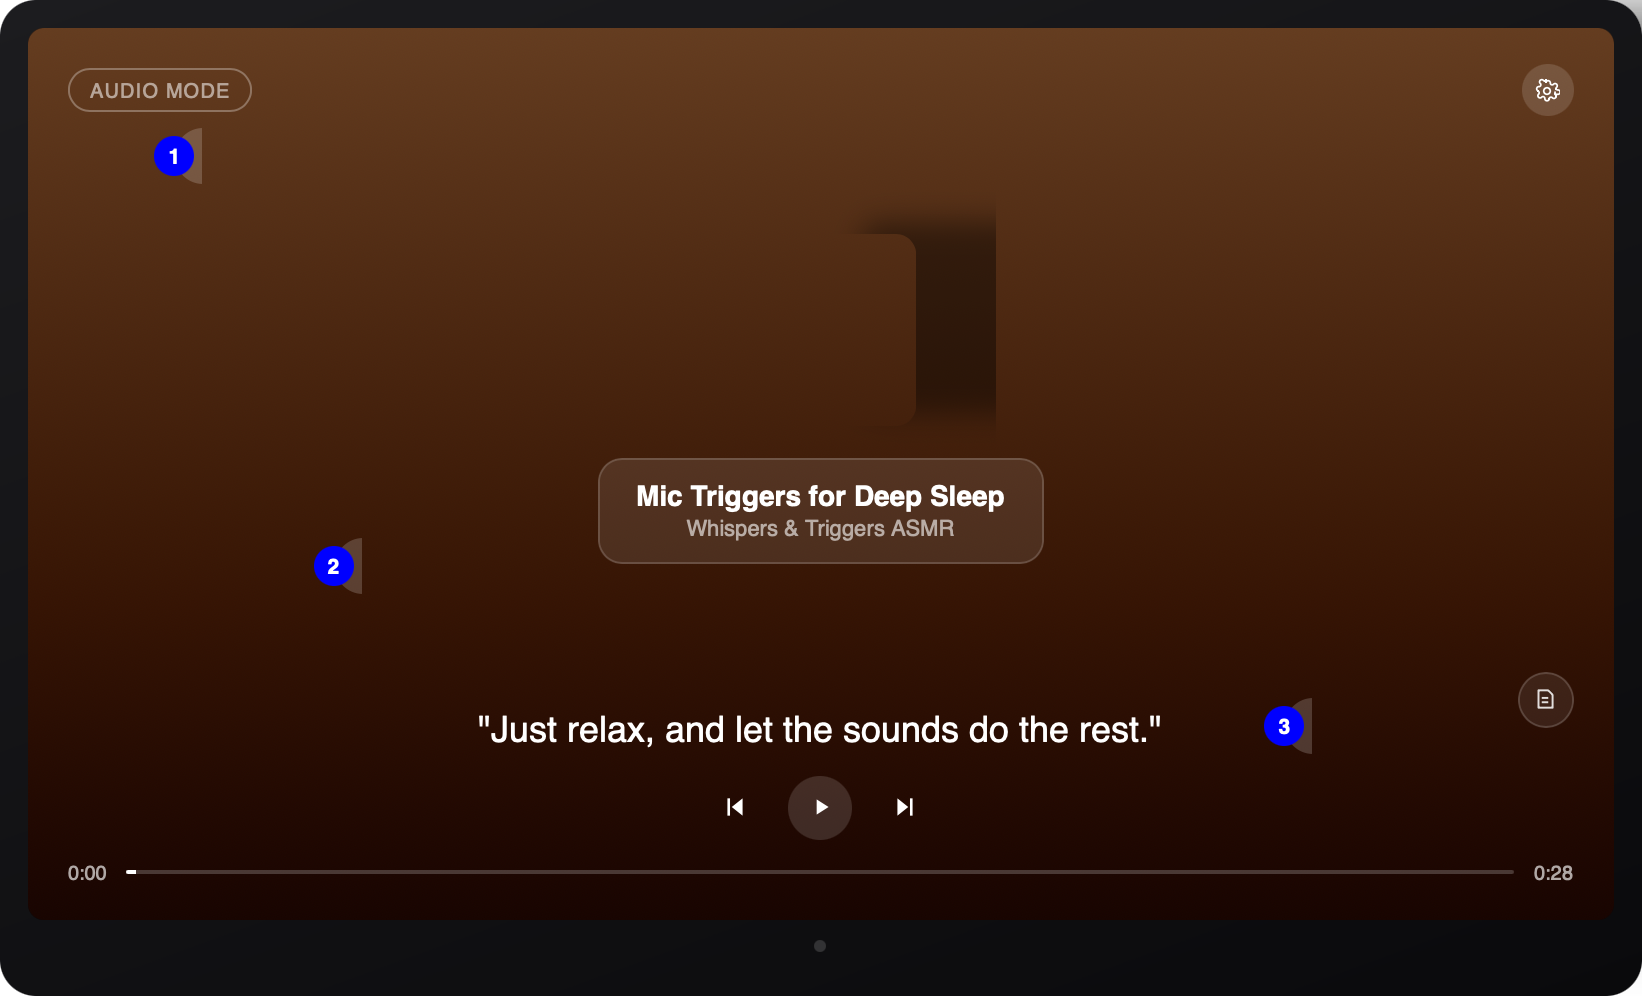 AUDIO MODE
1
Mic Triggers for Deep Sleep
Whispers & Triggers ASMR
2
"Just relax, and let the sounds do the rest."
3
0:00
0:28